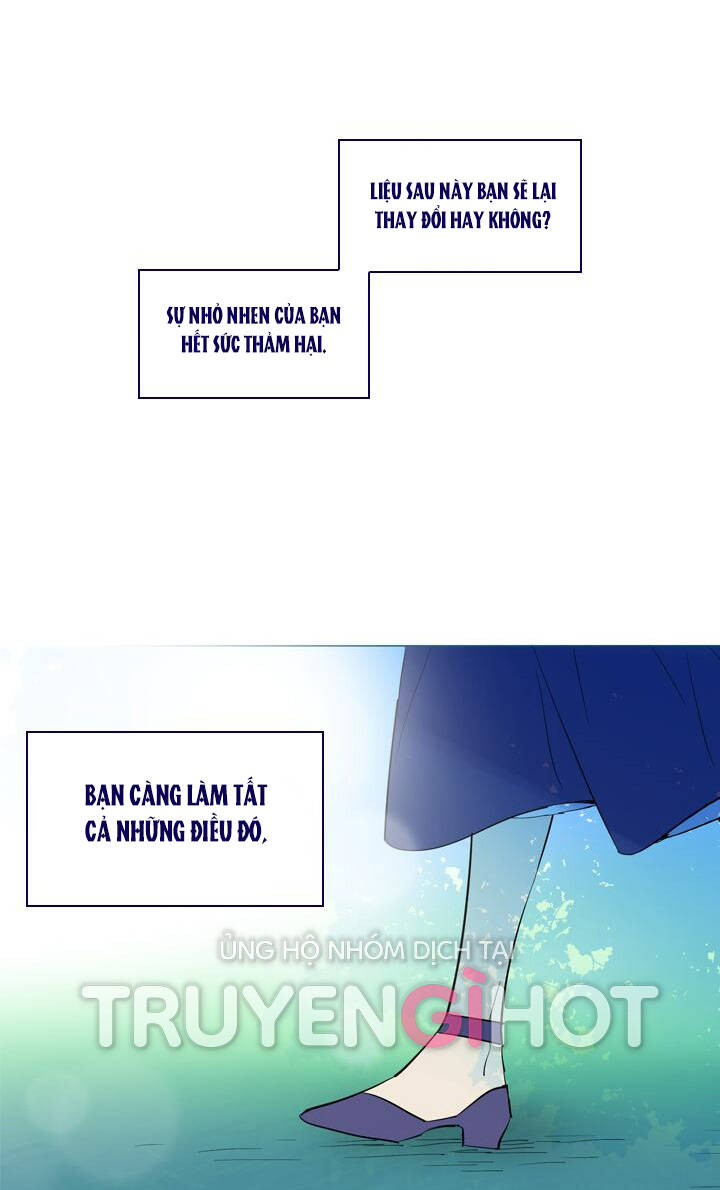 LIỆU SAU NÀY BẠN SẼ LẠI
THAY ĐỔI HAY KHÔNG?
SỰ NHỎ NHEN CỦA BẠN
HẾT SỨC THẢM HẠI.
BẠN CÀNG LÀM TẤT
CẢ NHỮNG ĐIỀU ĐÓ,
ỦNG HỘ NHÓM DỊCH TẠI
TRUYENGIHOT